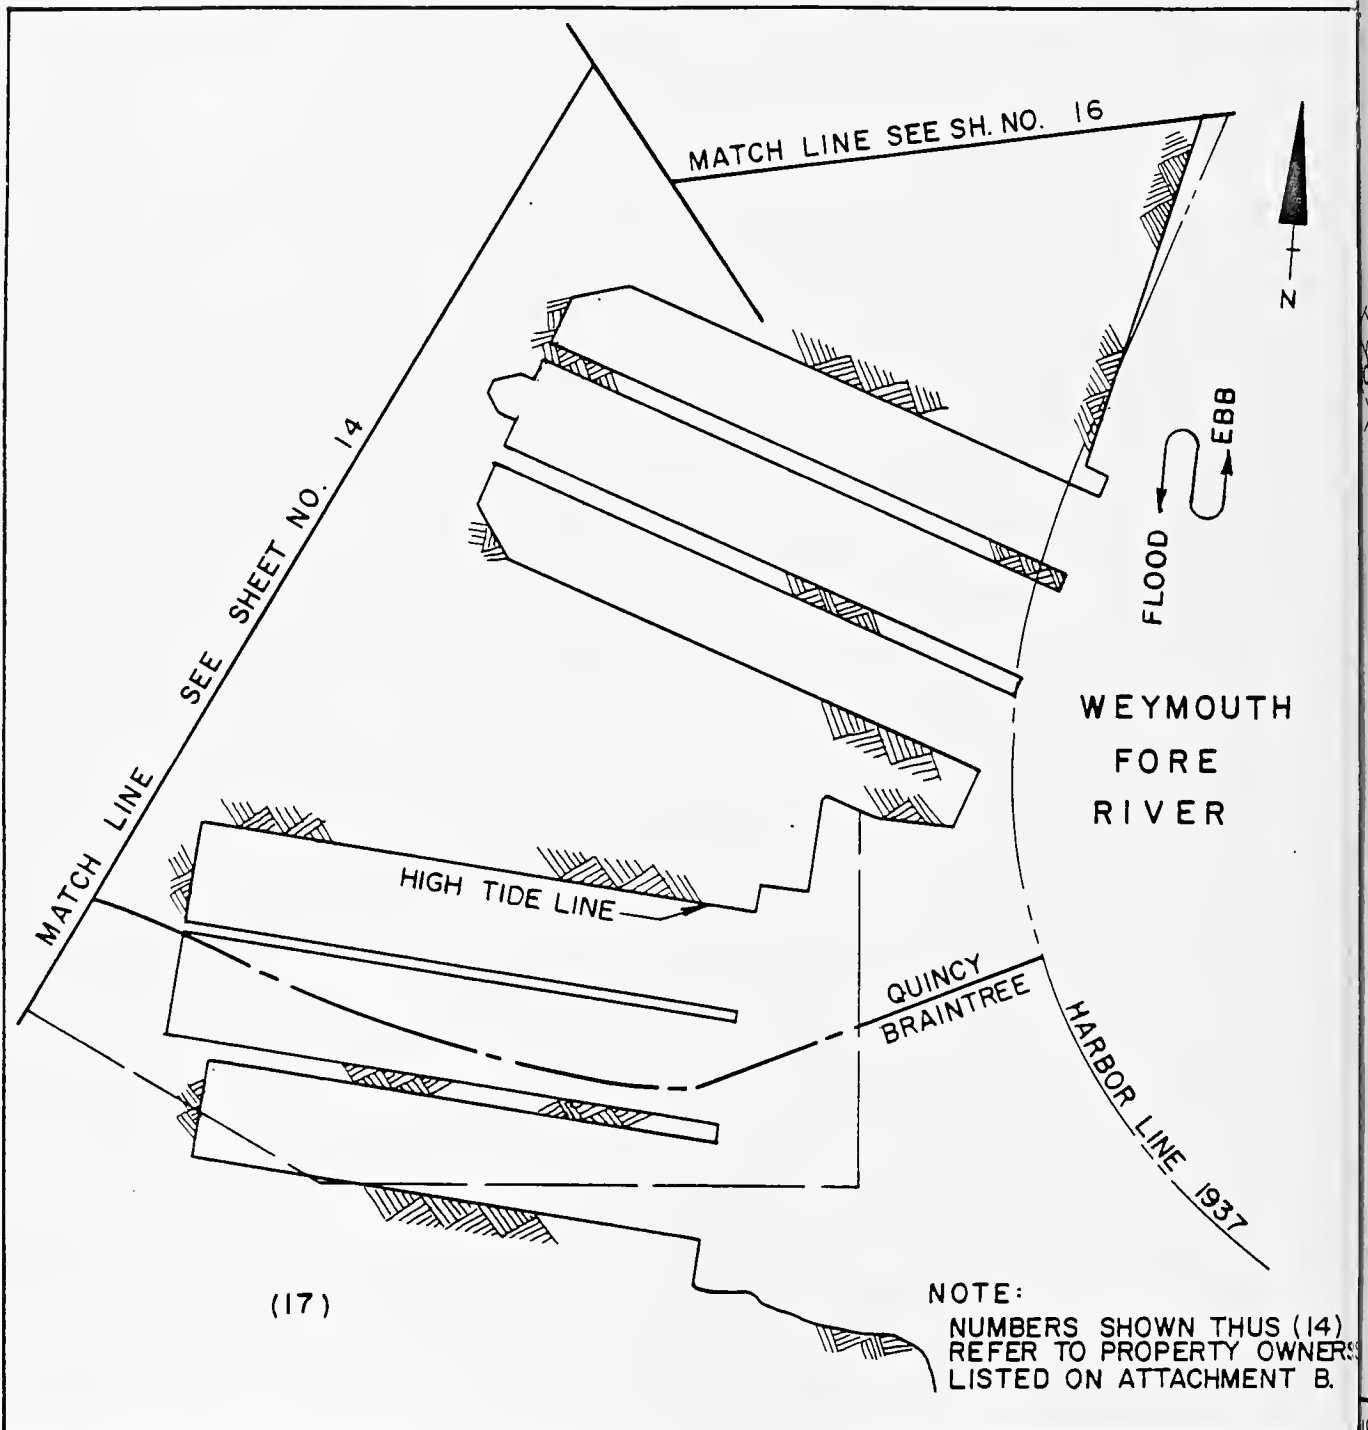 MATCH LINE SEE SH. NO. 16
N
MATCH LINE SEE SHEET NO. 14
FLOOD
EBB
WEYMOUTH
FORE
RIVER
HIGH TIDE LINE
QUINCY
BRAINTREE
HARBOR LINE 1937
(17)
NOTE:
NUMBERS SHOWN THUS (14)
REFER TO PROPERTY OWNERS
LISTED ON ATTACHMENT B.